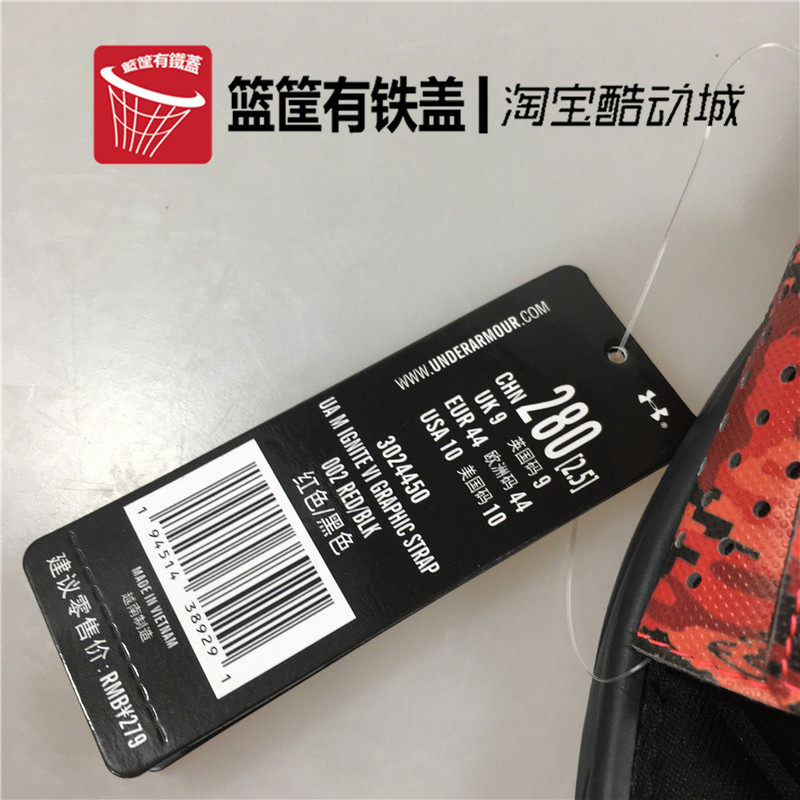 籃筐有鐵蓋
篮筐有铁盖|淘宝酷动城
WWW.UNDERARMOUR.COM
CHN 280[2.5]
UK 9 英国码 9
EUR 44 欧洲码 44
USA 10 美国码 10
3024450
UA M IGNITE VI GRAPHIC STRAP
002 RED/BLK
红色/黑色
1 94514 38929 1
MADE IN VIETNAM
越南制造
建议零售价:RMB¥279